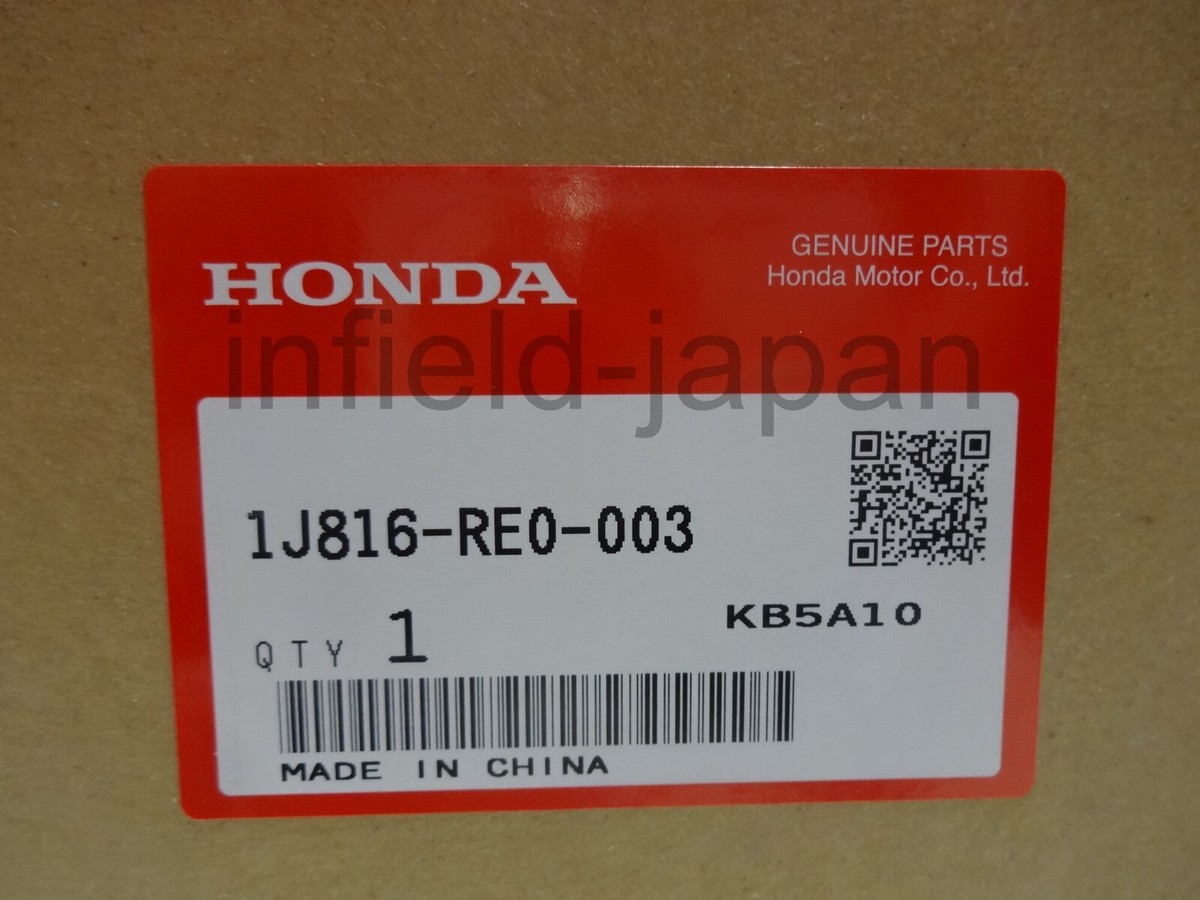 HONDA
GENUINE PARTS
Honda Motor Co., Ltd.
infield-japan
1J816-RE0-003
QTY 1
KB5A10
MADE IN CHINA